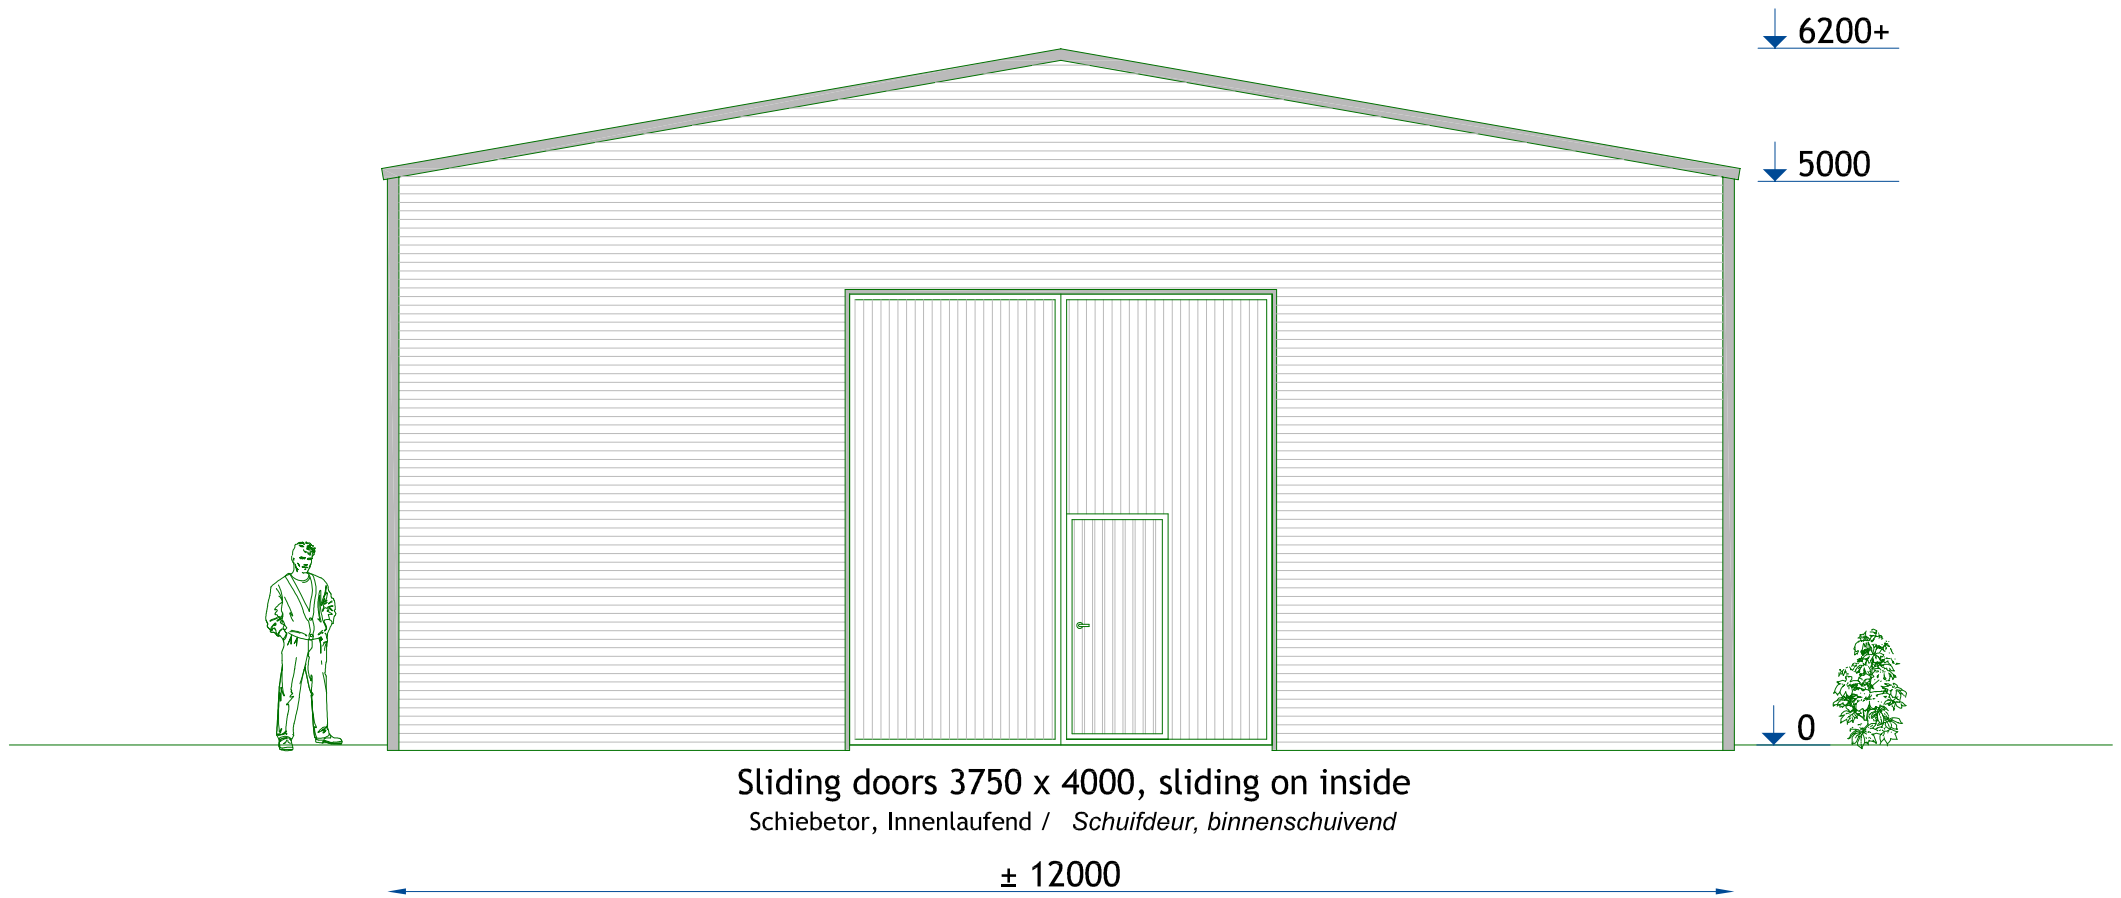 6200+
5000
0
Sliding doors 3750 x 4000, sliding on inside
Schiebetor, Innenlaufend / Schuifdeur, binnenschuivend
± 12000